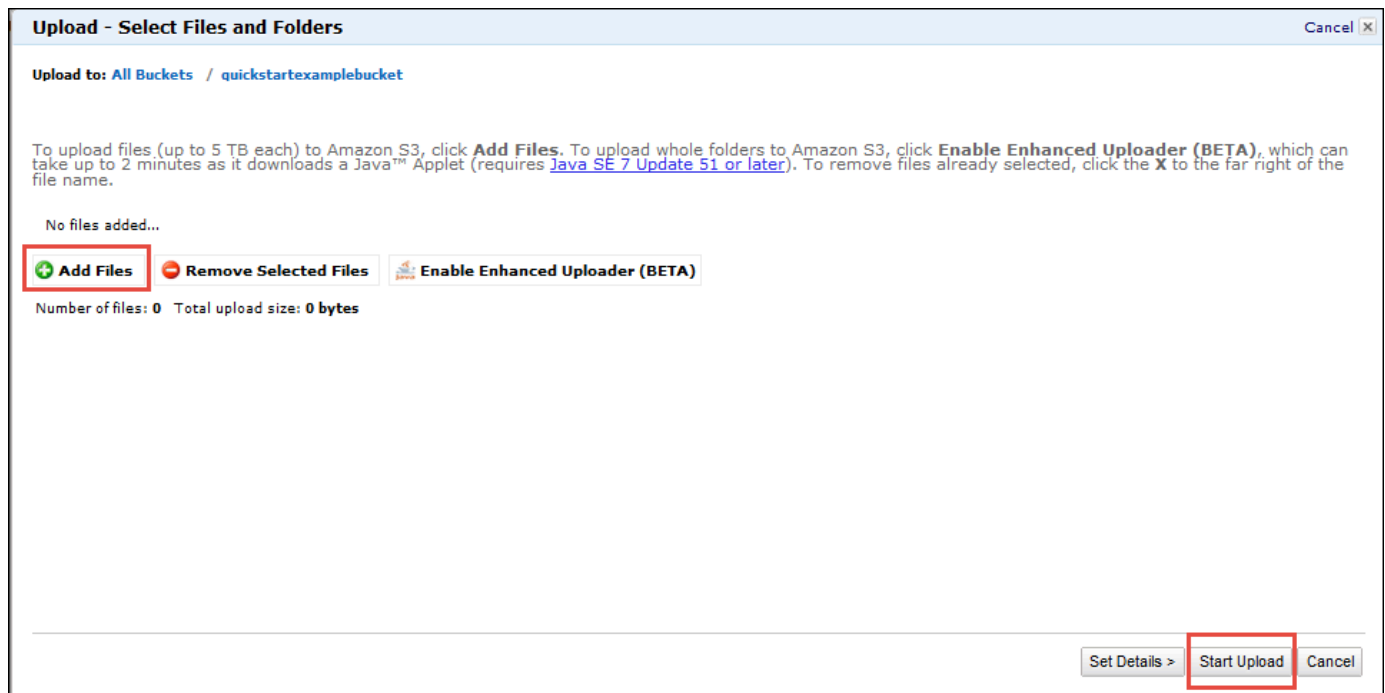 Upload - Select Files and Folders
Cancel
Upload to: All Buckets / quickstartexamplebucket
To upload files (up to 5 TB each) to Amazon S3, click Add Files. To upload whole folders to Amazon S3, click Enable Enhanced Uploader (BETA), which can
take up to 2 minutes as it downloads a Java™ Applet (requires Java SE 7 Update 51 or later). To remove files already selected, click the X to the far right of the
file name.
No files added...
Add Files Remove Selected Files Enable Enhanced Uploader (BETA)
Number of files: 0 Total upload size: 0 bytes
Set Details > Start Upload Cancel